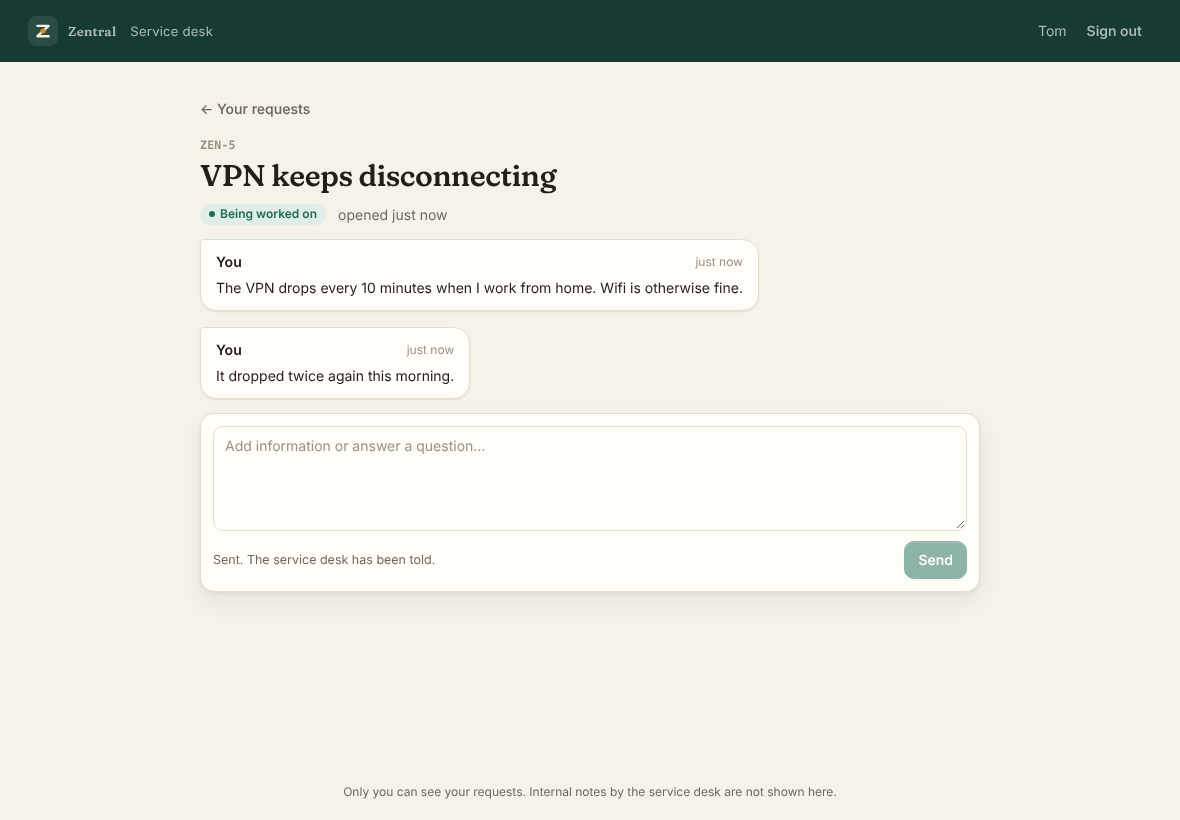 Z Zentral Service desk Tom Sign out
← Your requests
ZEN-5
VPN keeps disconnecting
Being worked on opened just now
You just now
The VPN drops every 10 minutes when I work from home. Wifi is otherwise fine.
You just now
It dropped twice again this morning.
Add information or answer a question…
Sent. The service desk has been told. Send
Only you can see your requests. Internal notes by the service desk are not shown here.